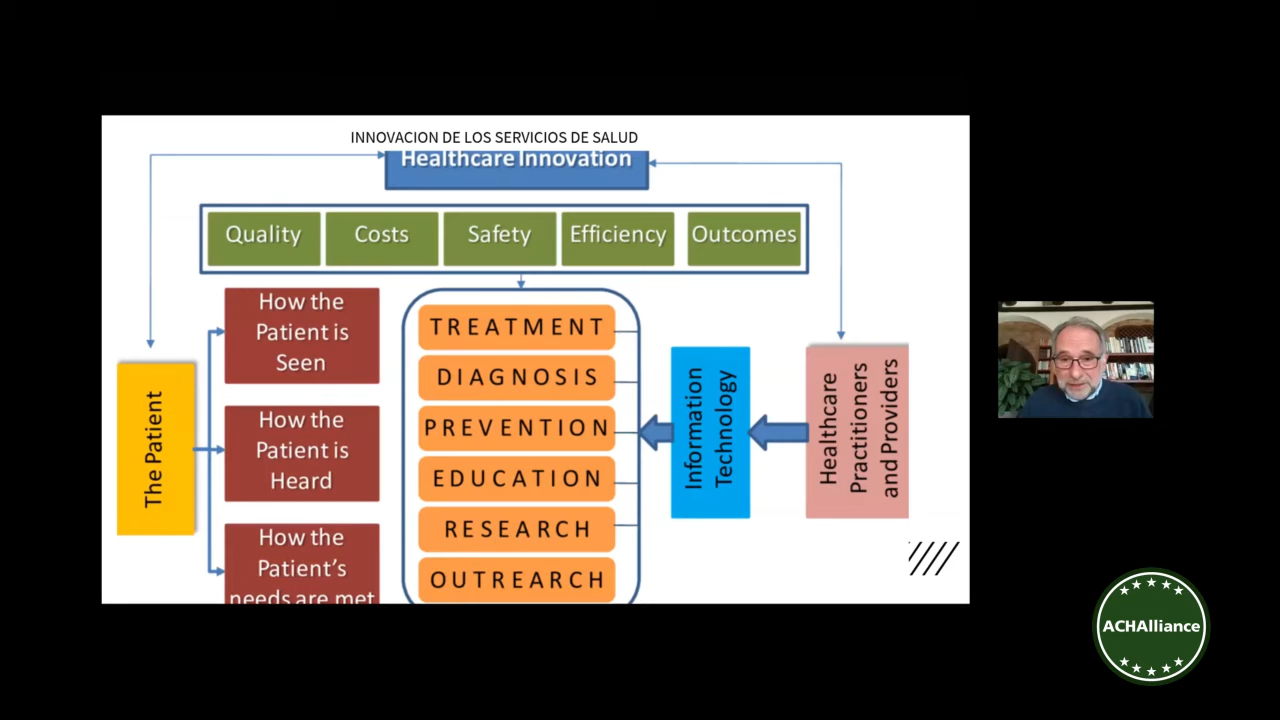 INNOVACION DE LOS SERVICIOS DE SALUD
Healthcare Innovation
Quality
Costs
Safety
Efficiency
Outcomes
The Patient
How the
Patient is
Seen
How the
Patient is
Heard
How the
Patient's
needs are met
TREATMENT
DIAGNOSIS
PREVENTION
EDUCATION
RESEARCH
OUTREARCH
Information
Technology
Healthcare
Practitioners
and Providers
ACHAlliance